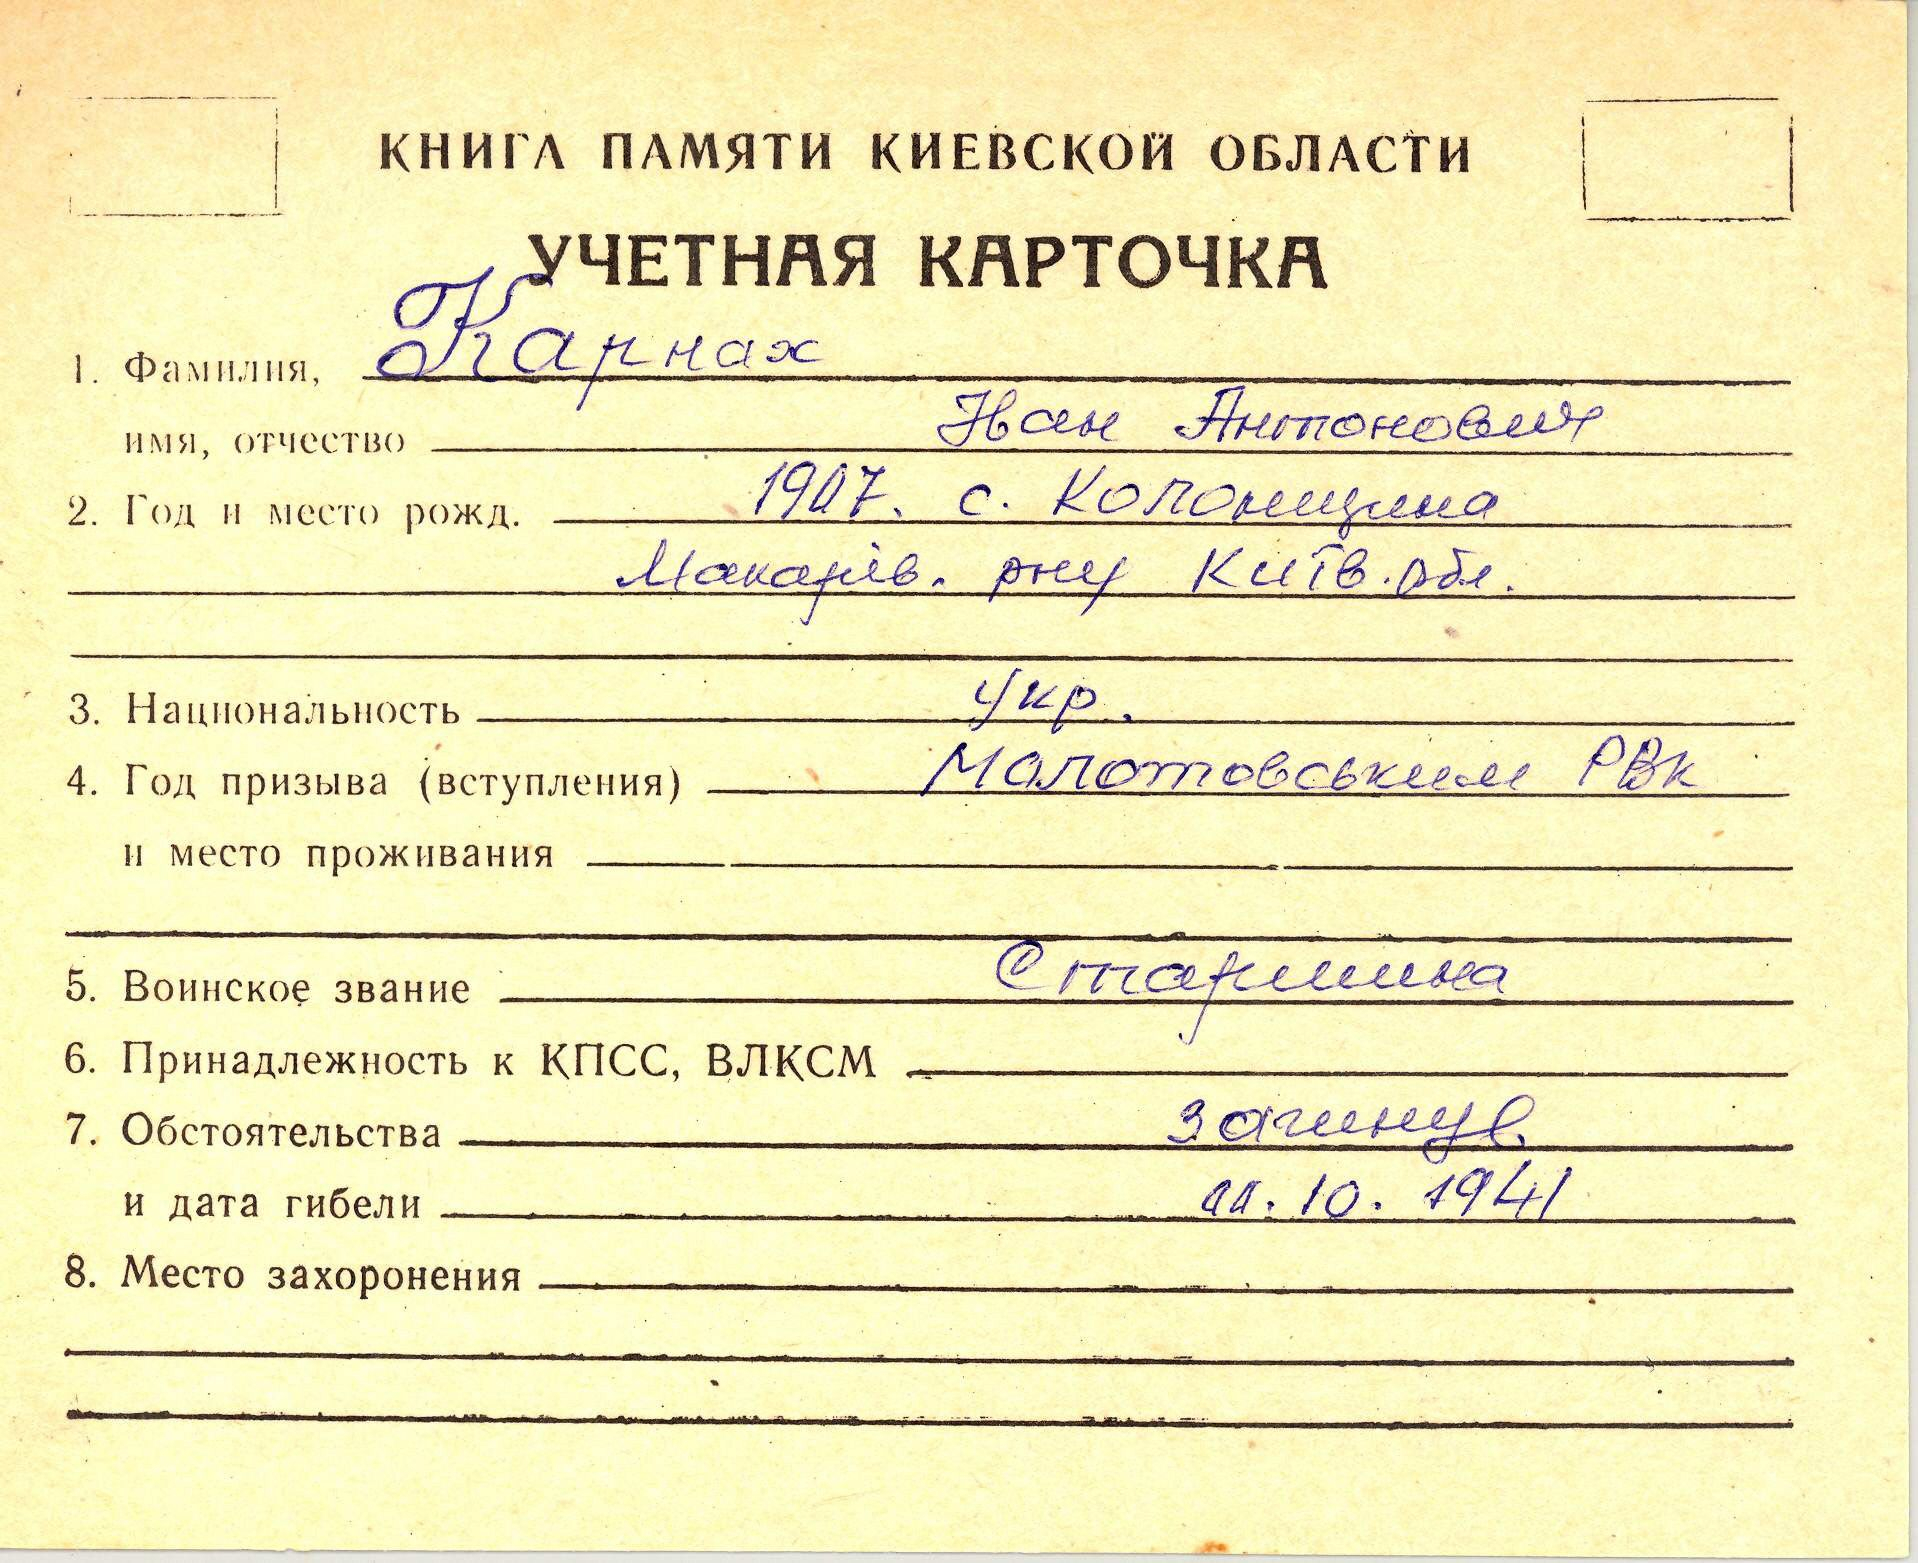 КНИГА ПАМЯТИ КИЕВСКОЙ ОБЛАСТИ
УЧЕТНАЯ КАРТОЧКА
1. Фамилия, Карнах
имя, отчество Іван Антонович
2. Год и место рожд. 1907. с. Колонщина
Макарів. рну Київ. обл.
3. Национальность Укр.
4. Год призыва (вступления) Молотовським РВк
и место проживания
5. Воинское звание Старшина
6. Принадлежность к КПСС, ВЛКСМ
7. Обстоятельства загинув
и дата гибели 11.10.1941
8. Место захоронения